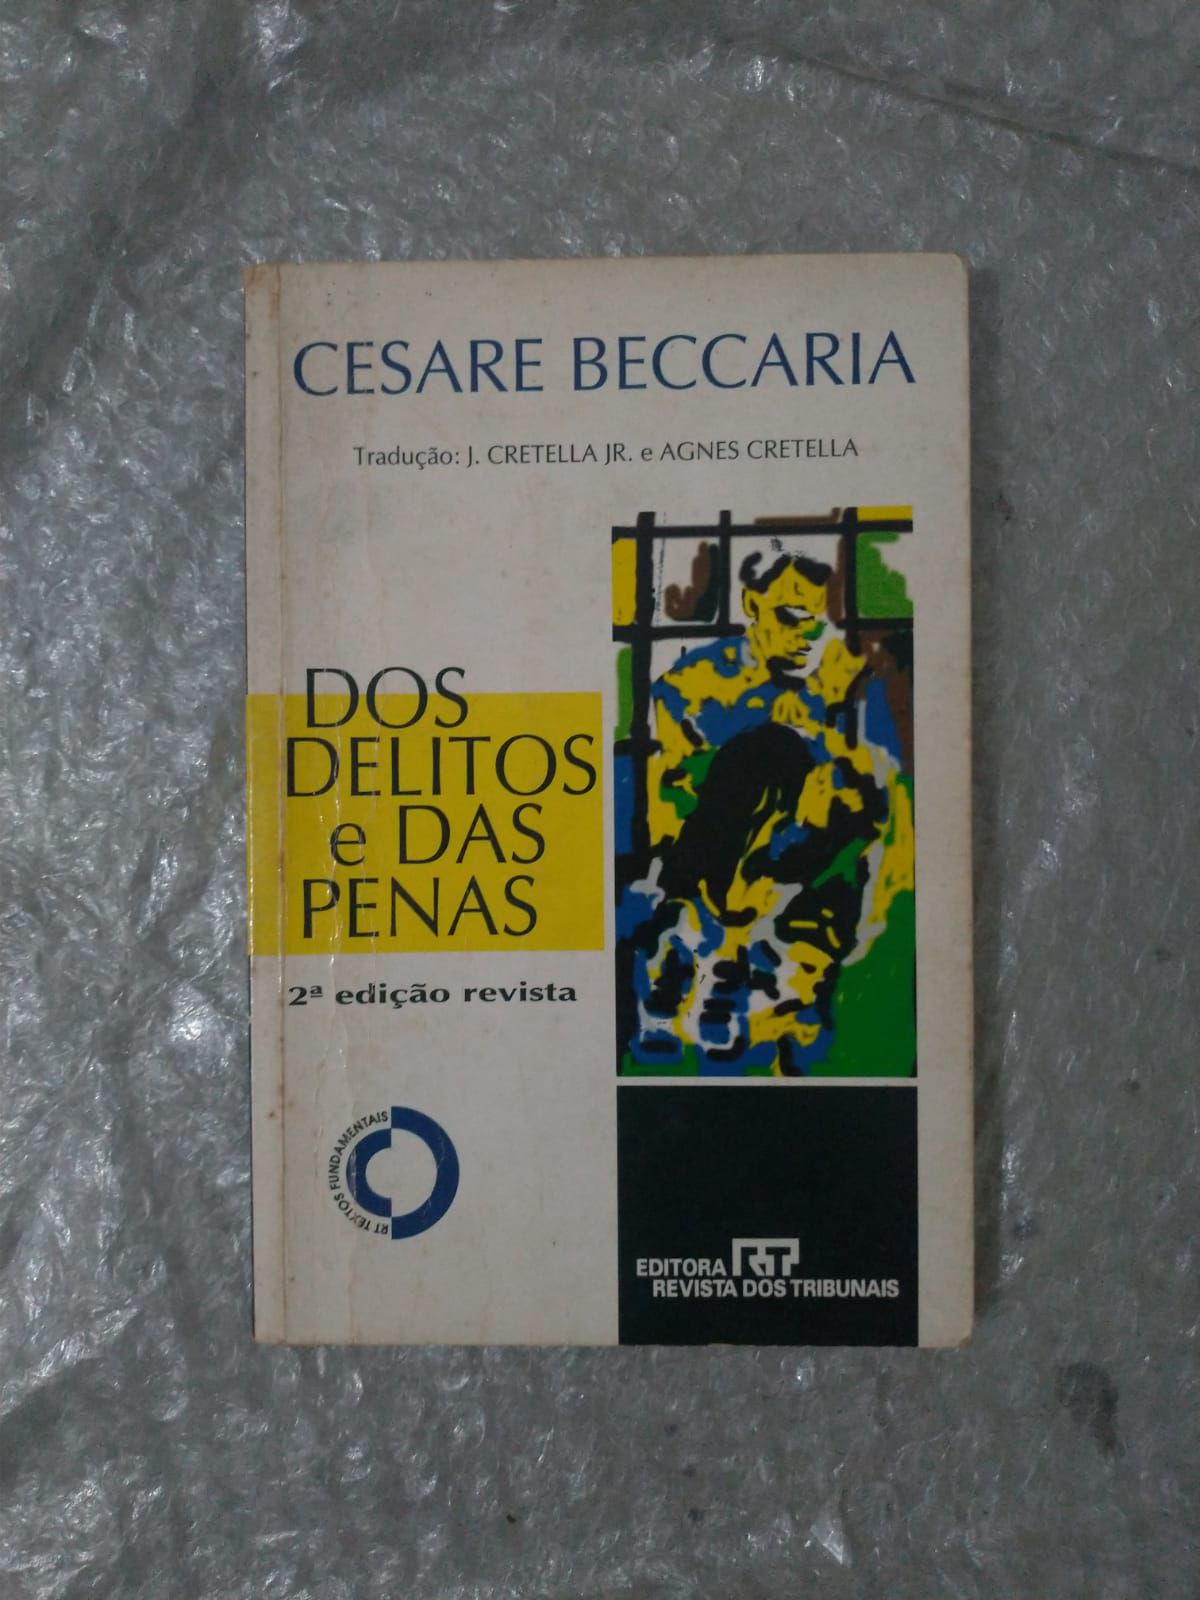 CESARE BECCARIA
Tradução: J. CRETELLA JR. e AGNES CRETELLA
DOS
DELITOS
e DAS
PENAS
2ª edição revista
RT TEXTOS FUNDAMENTAIS
EDITORA RT
REVISTA DOS TRIBUNAIS